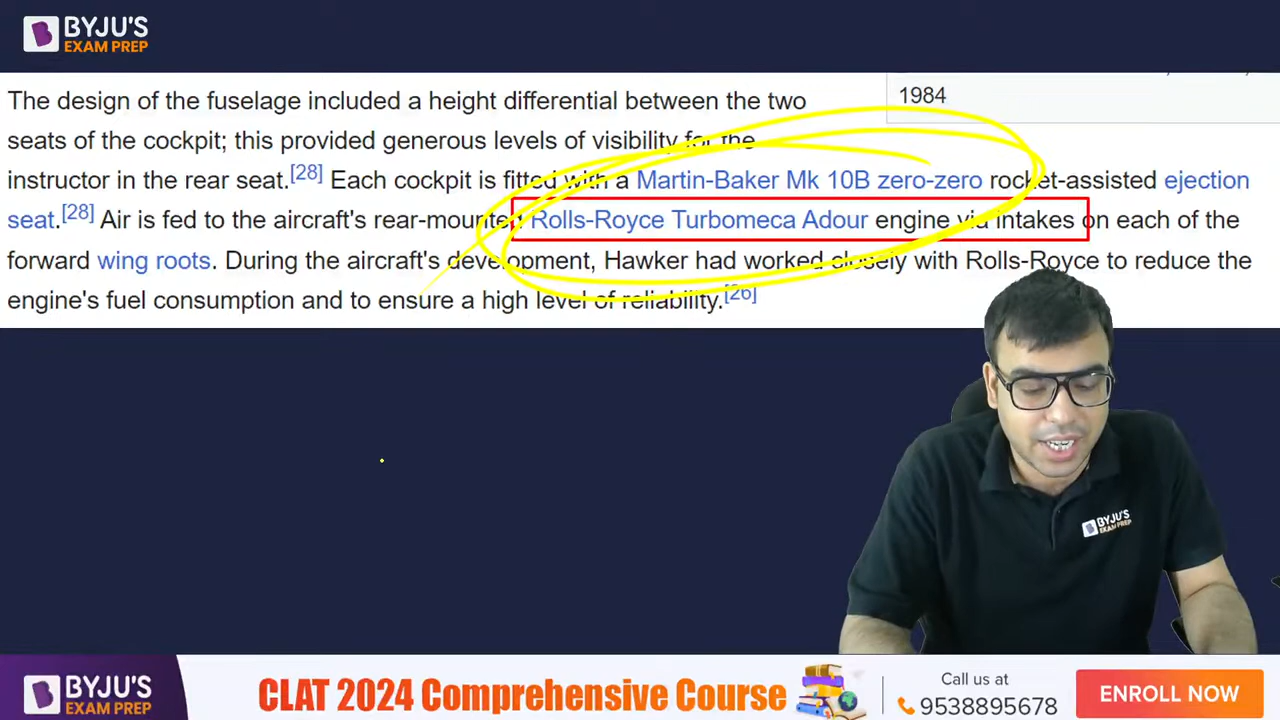 BYJU'S
EXAM PREP
1984
The design of the fuselage included a height differential between the two
seats of the cockpit; this provided generous levels of visibility for the
instructor in the rear seat.[28] Each cockpit is fitted with a Martin-Baker Mk 10B zero-zero rocket-assisted ejection
seat.[28] Air is fed to the aircraft's rear-mounted Rolls-Royce Turbomeca Adour engine via intakes on each of the
forward wing roots. During the aircraft's development, Hawker had worked closely with Rolls-Royce to reduce the
engine's fuel consumption and to ensure a high level of reliability.[26]
BYJU'S
EXAM PREP
BYJU'S
EXAM PREP
CLAT 2024 Comprehensive Course
Call us at
9538895678
ENROLL NOW